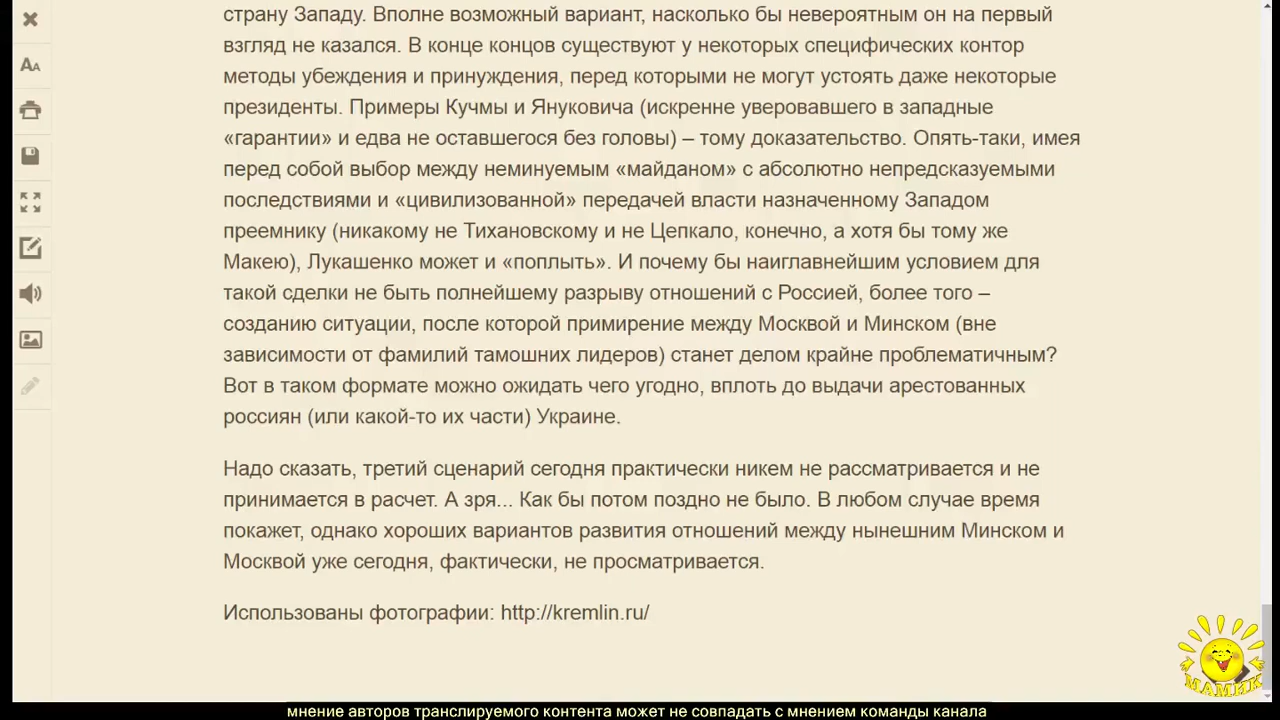 страну Западу. Вполне возможный вариант, насколько бы невероятным он на первый
взгляд не казался. В конце концов существуют у некоторых специфических контор
методы убеждения и принуждения, перед которыми не могут устоять даже некоторые
президенты. Примеры Кучмы и Януковича (искренне уверовавшего в западные
«гарантии» и едва не оставшегося без головы) – тому доказательство. Опять-таки, имея
перед собой выбор между неминуемым «майданом» с абсолютно непредсказуемыми
последствиями и «цивилизованной» передачей власти назначенному Западом
преемнику (никакому не Тихановскому и не Цепкало, конечно, а хотя бы тому же
Макею), Лукашенко может и «поплыть». И почему бы наиглавнейшим условием для
такой сделки не быть полнейшему разрыву отношений с Россией, более того –
созданию ситуации, после которой примирение между Москвой и Минском (вне
зависимости от фамилий тамошних лидеров) станет делом крайне проблематичным?
Вот в таком формате можно ожидать чего угодно, вплоть до выдачи арестованных
россиян (или какой-то их части) Украине.
Надо сказать, третий сценарий сегодня практически никем не рассматривается и не
принимается в расчет. А зря... Как бы потом поздно не было. В любом случае время
покажет, однако хороших вариантов развития отношений между нынешним Минском и
Москвой уже сегодня, фактически, не просматривается.
Использованы фотографии: http://kremlin.ru/
МАМИК
мнение авторов транслируемого контента может не совпадать с мнением команды канала